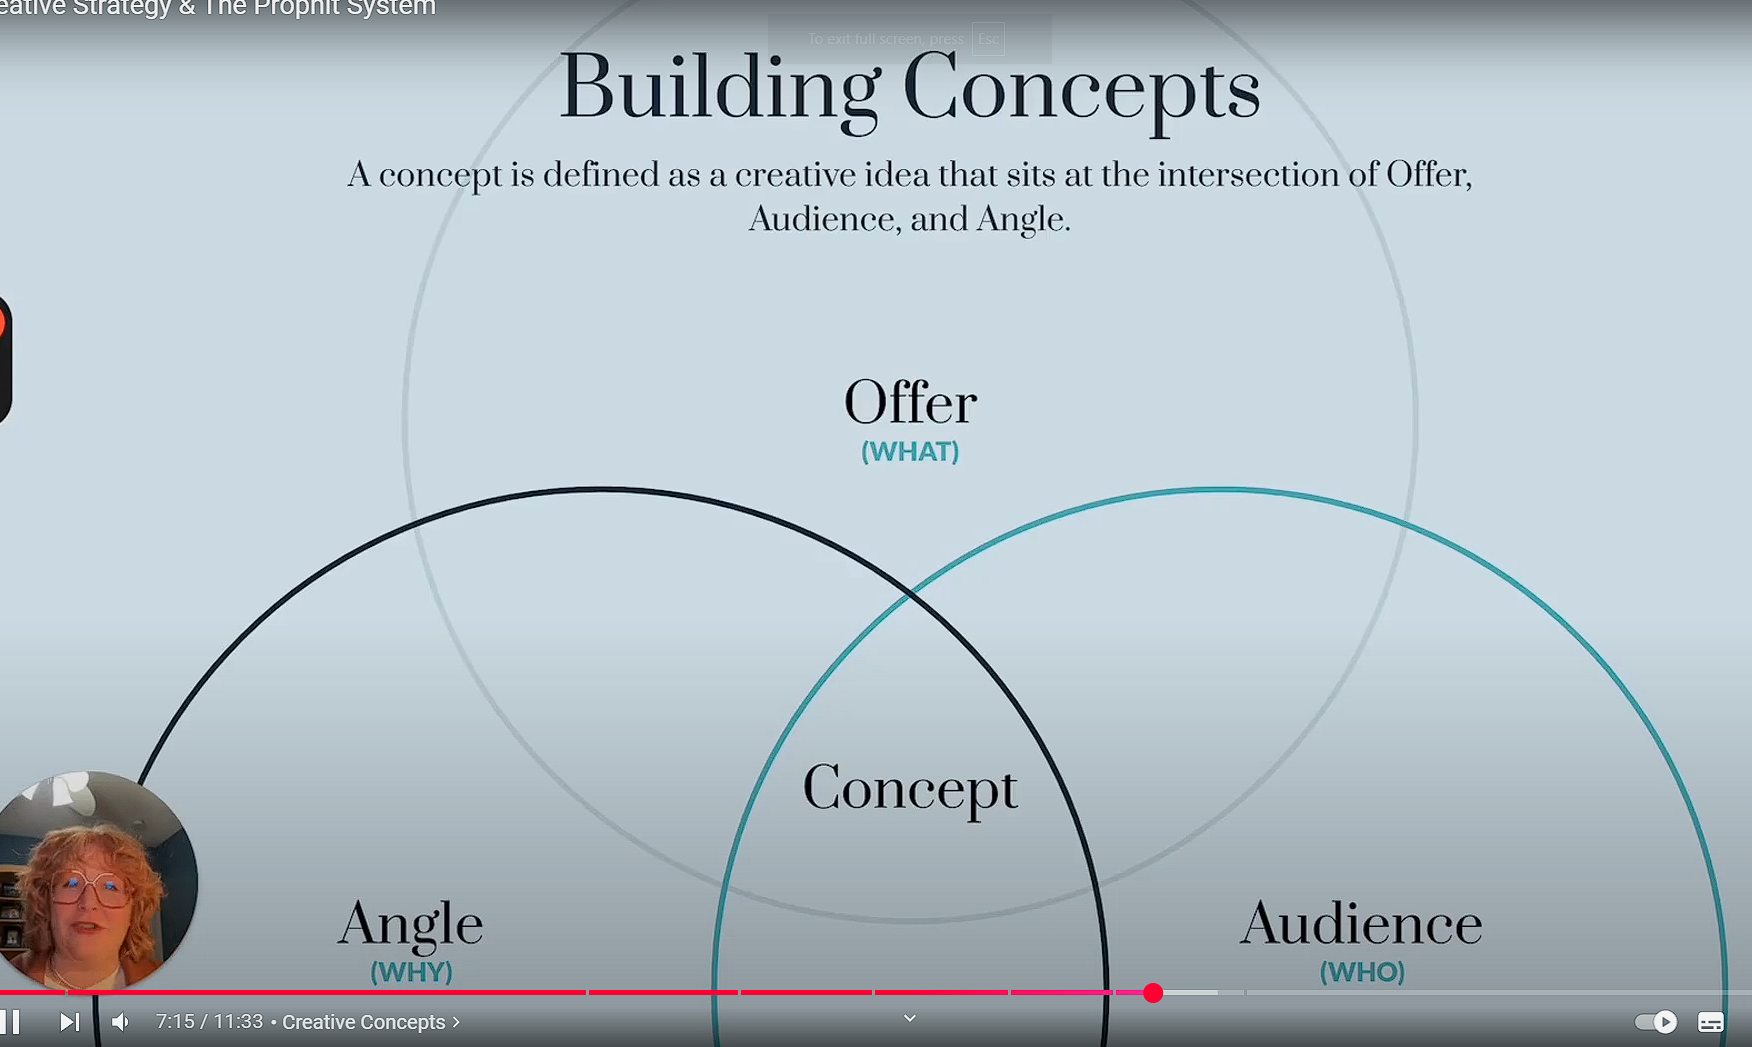 eative Strategy & The Prophit System
To exit full screen, press Esc
Building Concepts
A concept is defined as a creative idea that sits at the intersection of Offer,
Audience, and Angle.
Offer
(WHAT)
Concept
Angle
(WHY)
Audience
(WHO)
7:15 / 11:33 • Creative Concepts >